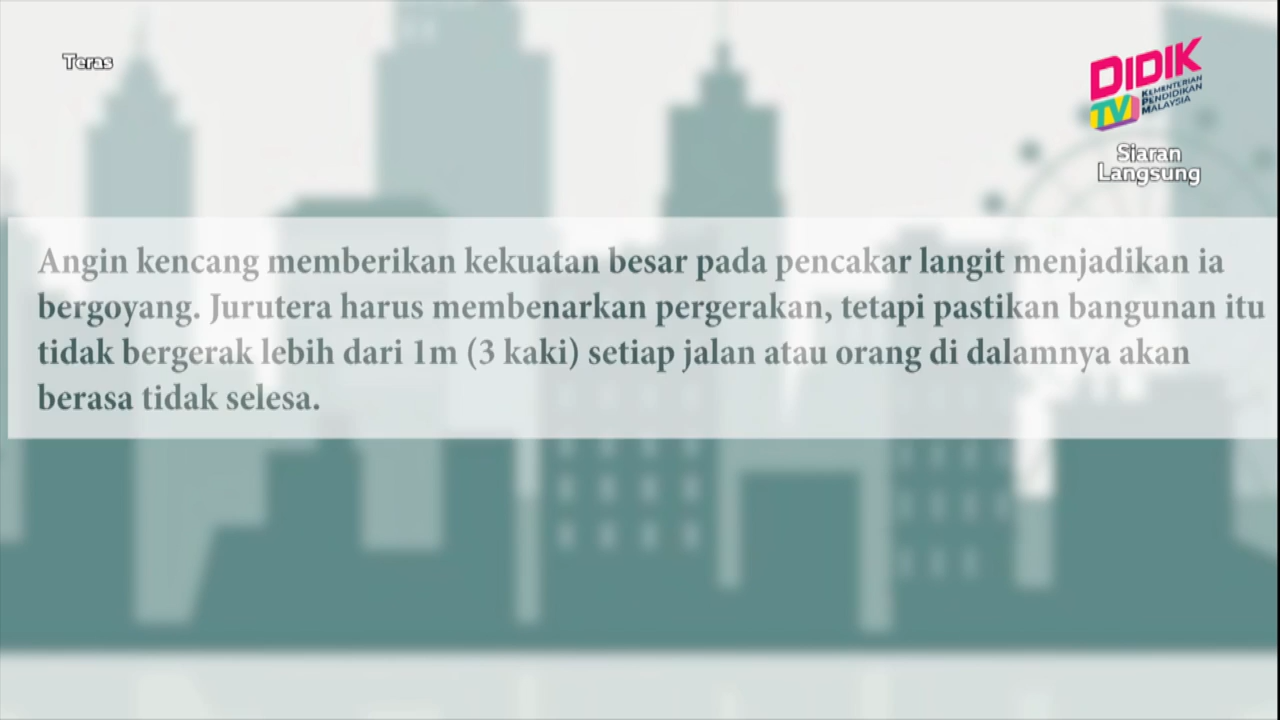 Teras
DIDIK
TV KEMENTERIAN
PENDIDIKAN
MALAYSIA
Siaran
Langsung
Angin kencang memberikan kekuatan besar pada pencakar langit menjadikan ia
bergoyang. Jurutera harus membenarkan pergerakan, tetapi pastikan bangunan itu
tidak bergerak lebih dari 1m (3 kaki) setiap jalan atau orang di dalamnya akan
berasa tidak selesa.